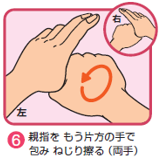 右
左
6 親指を もう片方の手で
包み ねじり擦る (両手)